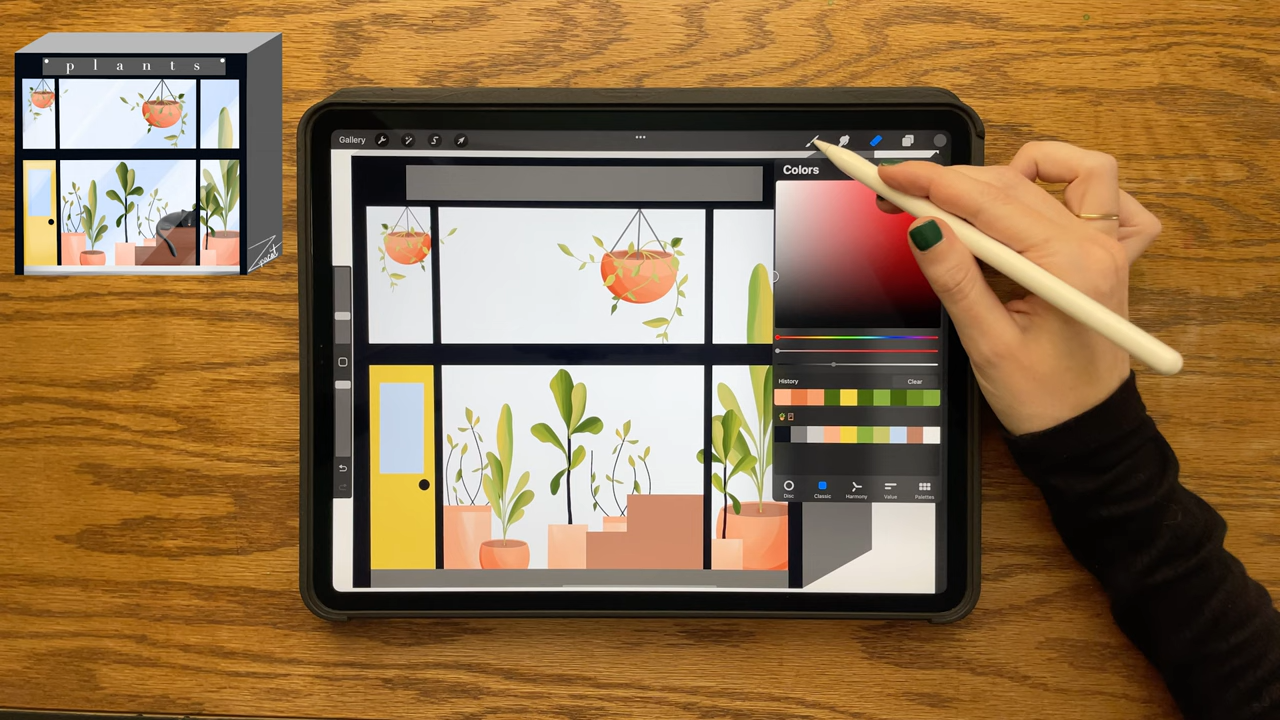 p l a n t s
Gallery
Colors
History
Clear
Disc
Classic
Harmony
Value
Palettes